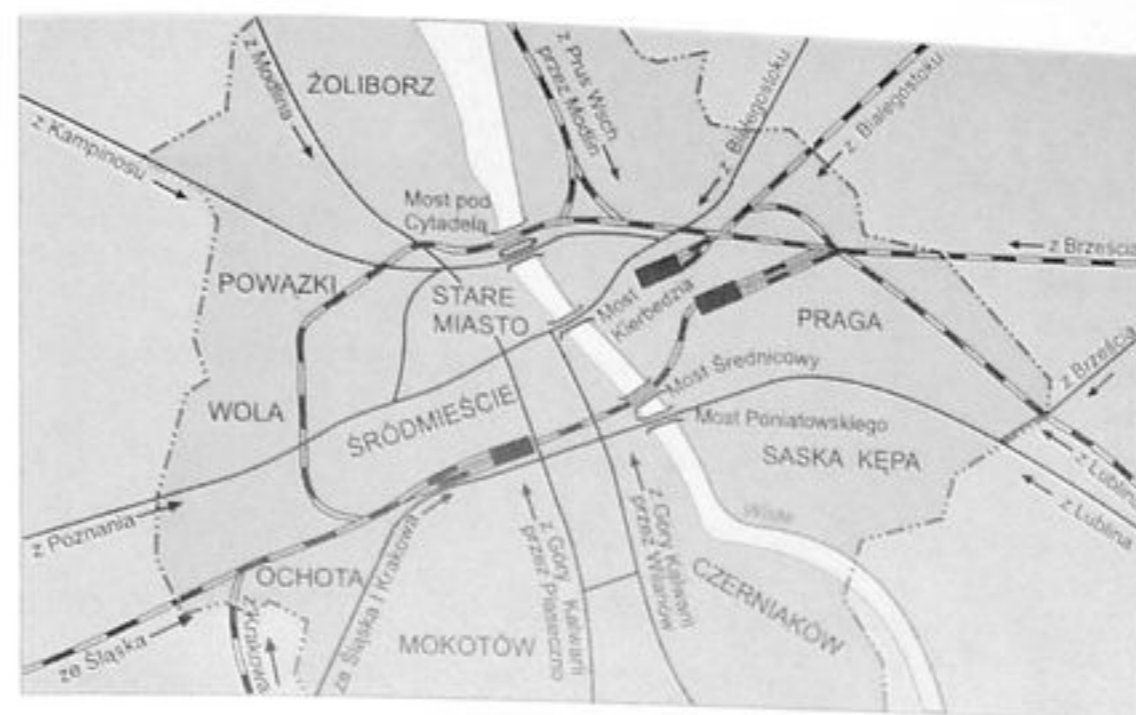 z Modlina
ŻOLIBORZ
z Prus Wsch
przez Modlin
z Białegostoku
z Białegostoku
z Kampinosu
Most pod
Cytadelą
z Brześcia
POWĄZKI
STARE
MIASTO
Most
Kierbedzia
PRAGA
z Brześcia
Most Średnicowy
WOLA
ŚRÓDMIEŚCIE
Most Poniatowskiego
SASKA KĘPA
z Lublina
z Lublina
z Poznania
Wisła
OCHOTA
z Góry Kalwarii
przez Piaseczno
z Góry Kalwarii
przez Wilanów
CZERNIAKÓW
ze Śląska
z Krakowa
ze Śląska i Krakowa
MOKOTÓW